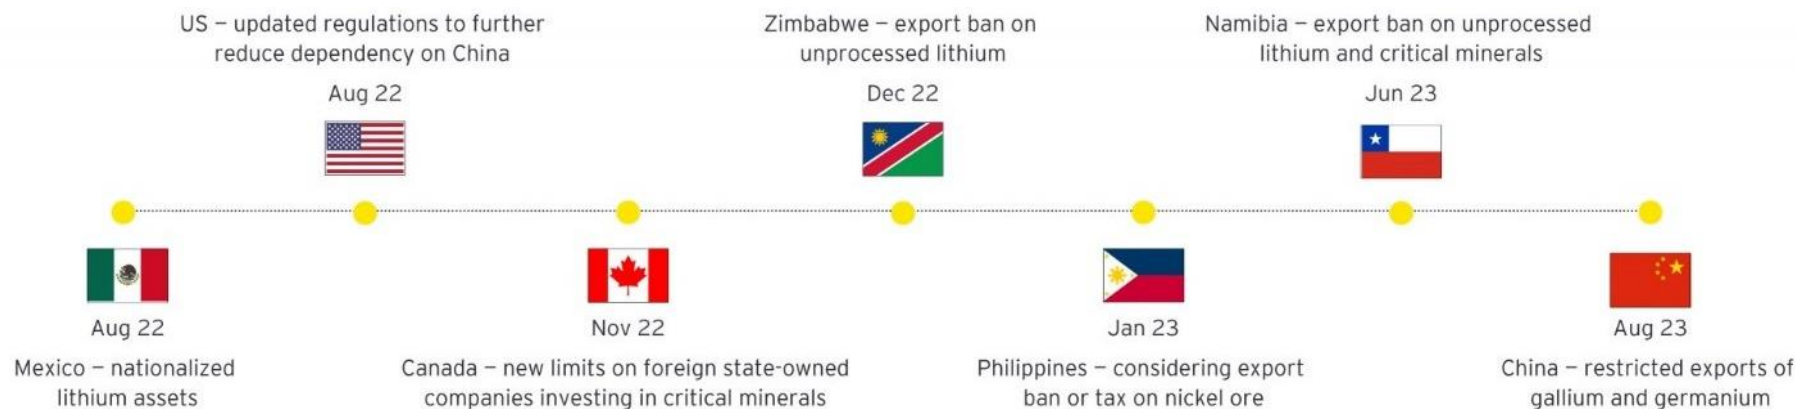 US – updated regulations to further
reduce dependency on China
Aug 22
Zimbabwe – export ban on
unprocessed lithium
Dec 22
Namibia – export ban on unprocessed
lithium and critical minerals
Jun 23
Aug 22
Mexico – nationalized
lithium assets
Nov 22
Canada – new limits on foreign state-owned
companies investing in critical minerals
Jan 23
Philippines – considering export
ban or tax on nickel ore
Aug 23
China – restricted exports of
gallium and germanium